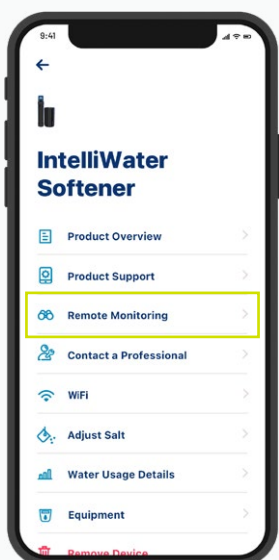 9:41
IntelliWater
Softener
Product Overview
Product Support
Remote Monitoring
Contact a Professional
WiFi
Adjust Salt
Water Usage Details
Equipment
Remove Device